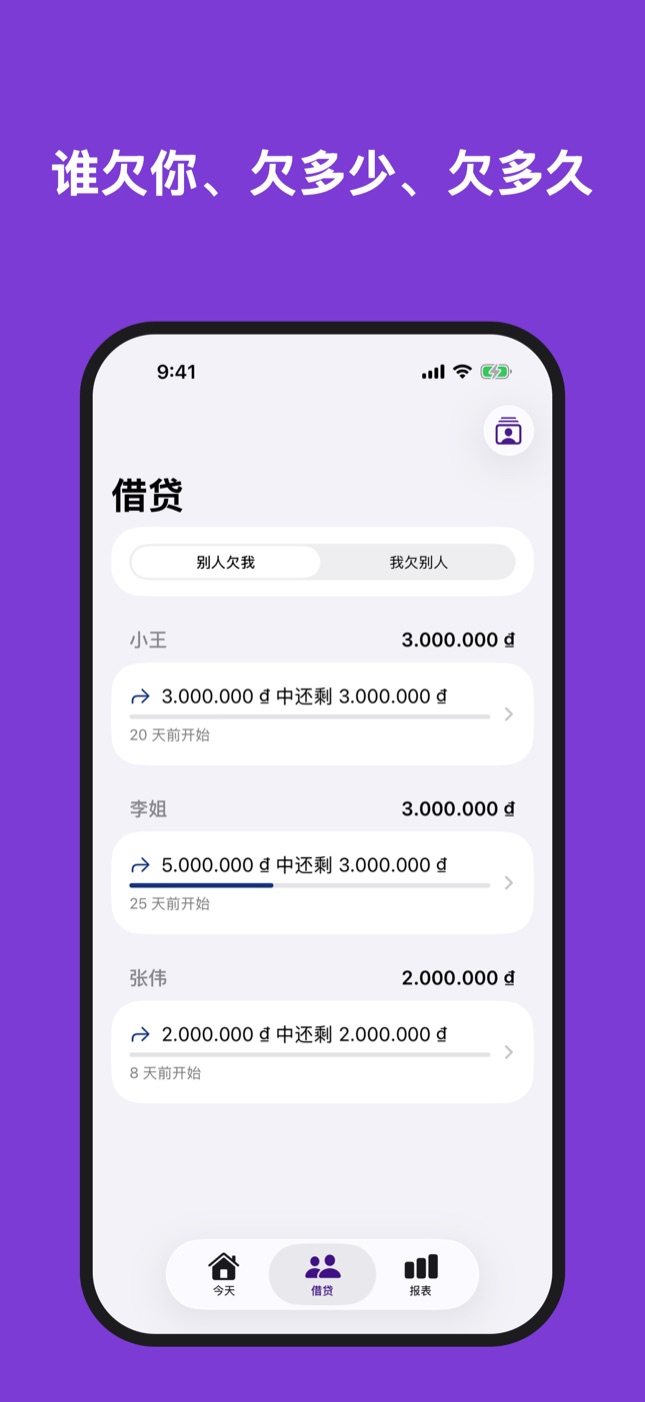 谁欠你、欠多少、欠多久
9:41
借贷
别人欠我 我欠别人
小王 3.000.000 ₫
3.000.000 ₫ 中还剩 3.000.000 ₫
20 天前开始
李姐 3.000.000 ₫
5.000.000 ₫ 中还剩 3.000.000 ₫
25 天前开始
张伟 2.000.000 ₫
2.000.000 ₫ 中还剩 2.000.000 ₫
8 天前开始
今天 借贷 报表